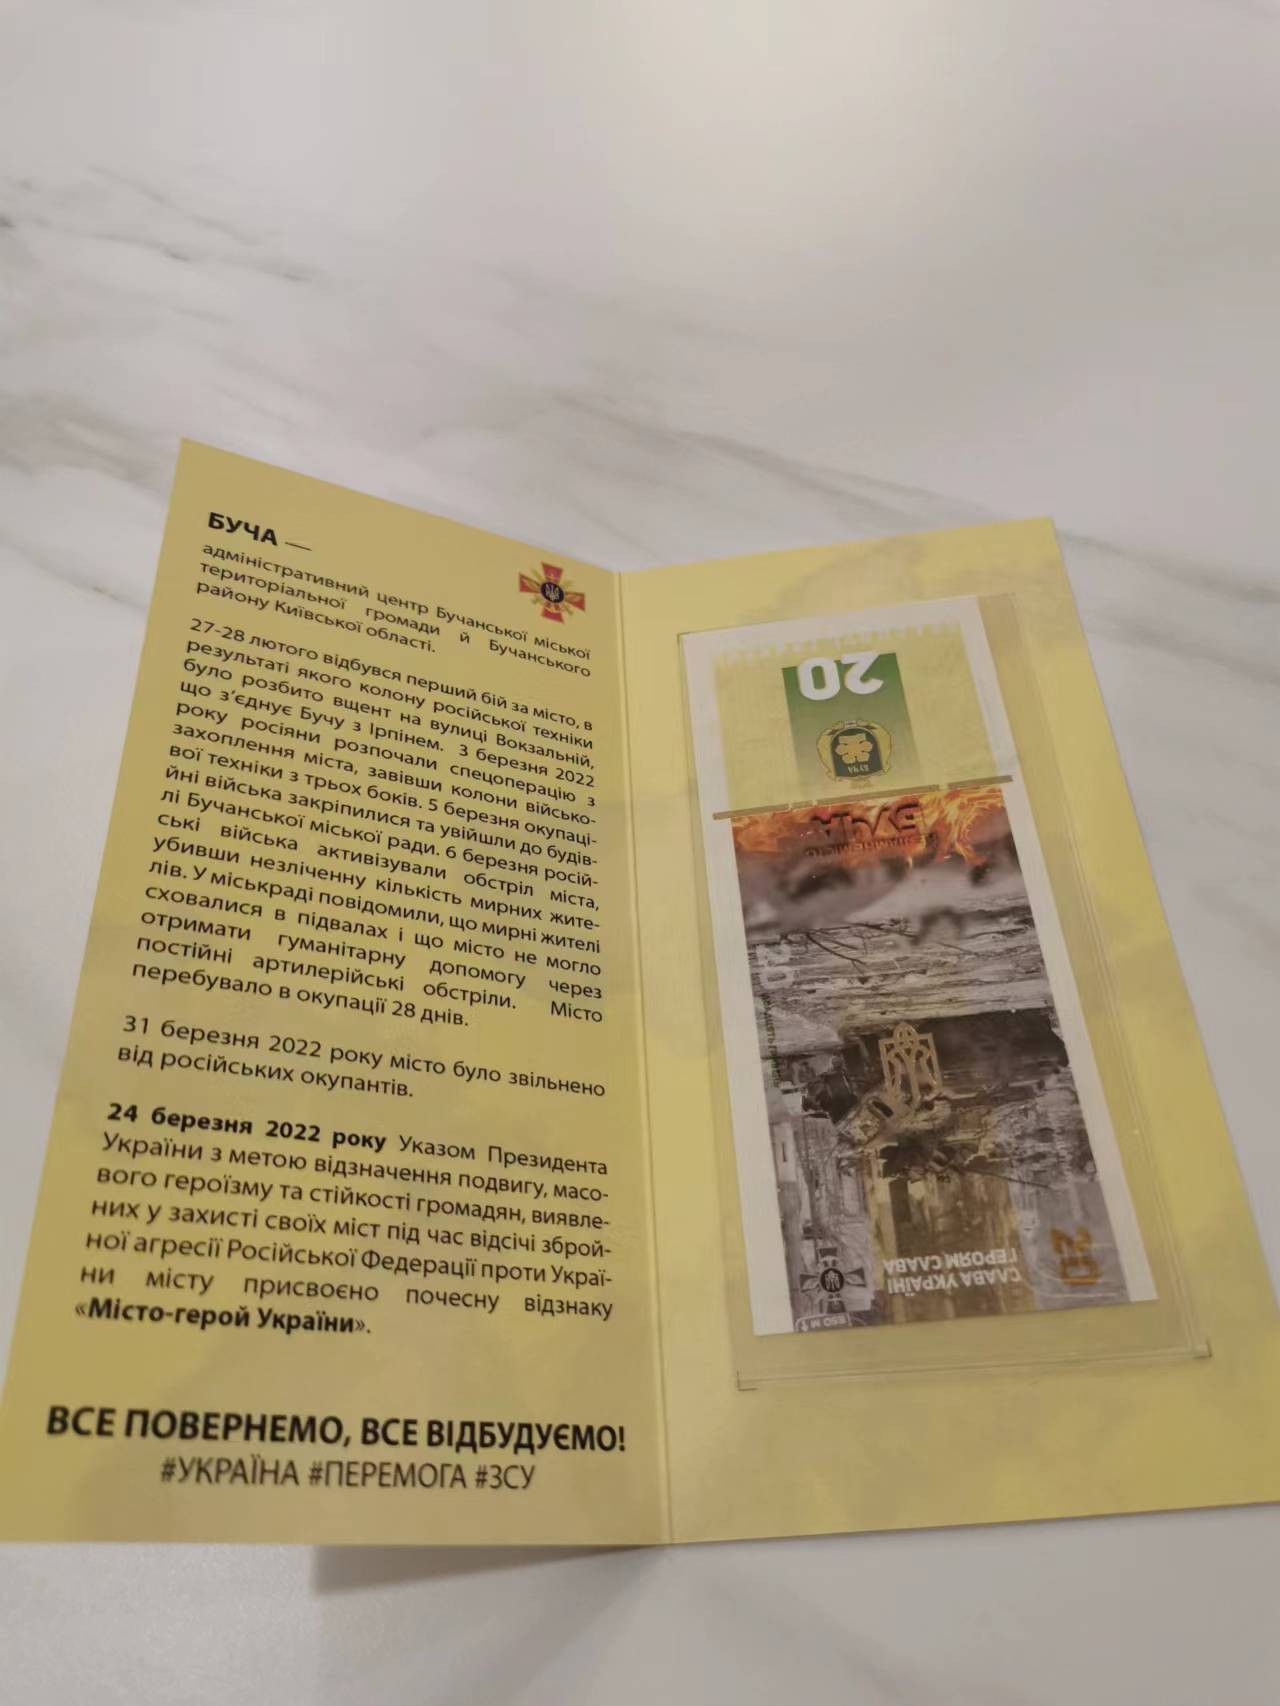 БУЧА —
адміністративний центр Бучанської міської
територіальної громади й Бучанського
району Київської області.
27-28 лютого відбувся перший бій за місто, в
результаті якого колону російської техніки
було розбито вщент на вулиці Вокзальній,
що з’єднує Бучу з Ірпінем. 3 березня 2022
року росіяни розпочали спецоперацію з
захоплення міста, завівши колони військо-
вої техніки з трьох боків. 5 березня окупаці-
йні війська закріпилися та увійшли до будів-
лі Бучанської міської ради. 6 березня росій-
ські війська активізували обстріл міста,
убивши незліченну кількість мирних жите-
лів. У міськраді повідомили, що мирні жителі
сховалися в підвалах і що місто не могло
отримати гуманітарну допомогу через
постійні артилерійські обстріли. Місто
перебувало в окупації 28 днів.
31 березня 2022 року місто було звільнено
від російських окупантів.
24 березня 2022 року Указом Президента
України з метою відзначення подвигу, масо-
вого героїзму та стійкості громадян, виявле-
них у захисті своїх міст під час відсічі зброй-
ної агресії Російської Федерації проти Украї-
ни місту присвоєно почесну відзнаку
«Місто-герой України».
ВСЕ ПОВЕРНЕМО, ВСЕ ВІДБУДУЄМО!
#УКРАЇНА #ПЕРЕМОГА #ЗСУ
20
БУЧА
БУЧА
20
20
СЛАВА УКРАЇНІ
ГЕРОЯМ СЛАВА